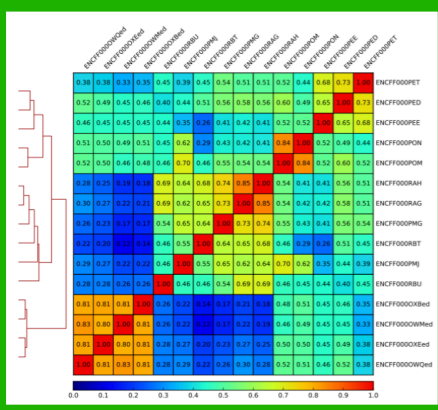 ENCFF000OWQed ENCFF000OXEed ENCFF000OWMed ENCFF000OXBed ENCFF000RBU ENCFF000PMJ ENCFF000RBT ENCFF000PMG ENCFF000RAG ENCFF000RAH ENCFF000POM ENCFF000PON ENCFF000PEE ENCFF000PED ENCFF000PET
0.38 0.38 0.33 0.35 0.45 0.39 0.45 0.54 0.51 0.51 0.52 0.44 0.68 0.73 1.00 ENCFF000PET
0.52 0.49 0.45 0.46 0.40 0.44 0.51 0.56 0.58 0.56 0.60 0.49 0.65 1.00 0.73 ENCFF000PED
0.46 0.45 0.45 0.45 0.44 0.35 0.26 0.41 0.42 0.41 0.52 0.52 1.00 0.65 0.68 ENCFF000PEE
0.51 0.50 0.49 0.51 0.45 0.62 0.29 0.43 0.42 0.41 0.84 1.00 0.52 0.49 0.44 ENCFF000PON
0.52 0.50 0.46 0.48 0.46 0.70 0.46 0.55 0.54 0.54 1.00 0.84 0.52 0.60 0.52 ENCFF000POM
0.28 0.25 0.19 0.18 0.69 0.64 0.68 0.74 0.85 1.00 0.54 0.41 0.41 0.56 0.51 ENCFF000RAH
0.30 0.27 0.22 0.21 0.69 0.62 0.65 0.73 1.00 0.85 0.54 0.42 0.42 0.58 0.51 ENCFF000RAG
0.26 0.23 0.17 0.17 0.54 0.65 0.64 1.00 0.73 0.74 0.55 0.43 0.41 0.56 0.54 ENCFF000PMG
0.22 0.20 0.14 0.46 0.55 1.00 0.64 0.65 0.68 0.46 0.29 0.26 0.51 0.45 ENCFF000RBT
0.29 0.27 0.22 0.22 0.46 1.00 0.55 0.65 0.62 0.64 0.70 0.62 0.35 0.44 0.39 ENCFF000PMJ
0.28 0.28 0.26 0.26 1.00 0.46 0.46 0.54 0.69 0.69 0.46 0.45 0.44 0.40 0.45 ENCFF000RBU
0.81 0.81 0.81 1.00 0.26 0.22 0.14 0.17 0.21 0.18 0.48 0.51 0.45 0.46 0.35 ENCFF000OXBed
0.83 0.80 1.00 0.81 0.26 0.22 0.17 0.22 0.19 0.46 0.49 0.45 0.45 0.33 ENCFF000OWMed
0.81 1.00 0.80 0.81 0.28 0.27 0.20 0.23 0.27 0.25 0.50 0.50 0.45 0.49 0.38 ENCFF000OXEed
1.00 0.81 0.83 0.81 0.28 0.29 0.22 0.26 0.30 0.28 0.52 0.51 0.46 0.52 0.38 ENCFF000OWQed
0.0 0.1 0.2 0.3 0.4 0.5 0.6 0.7 0.8 0.9 1.0